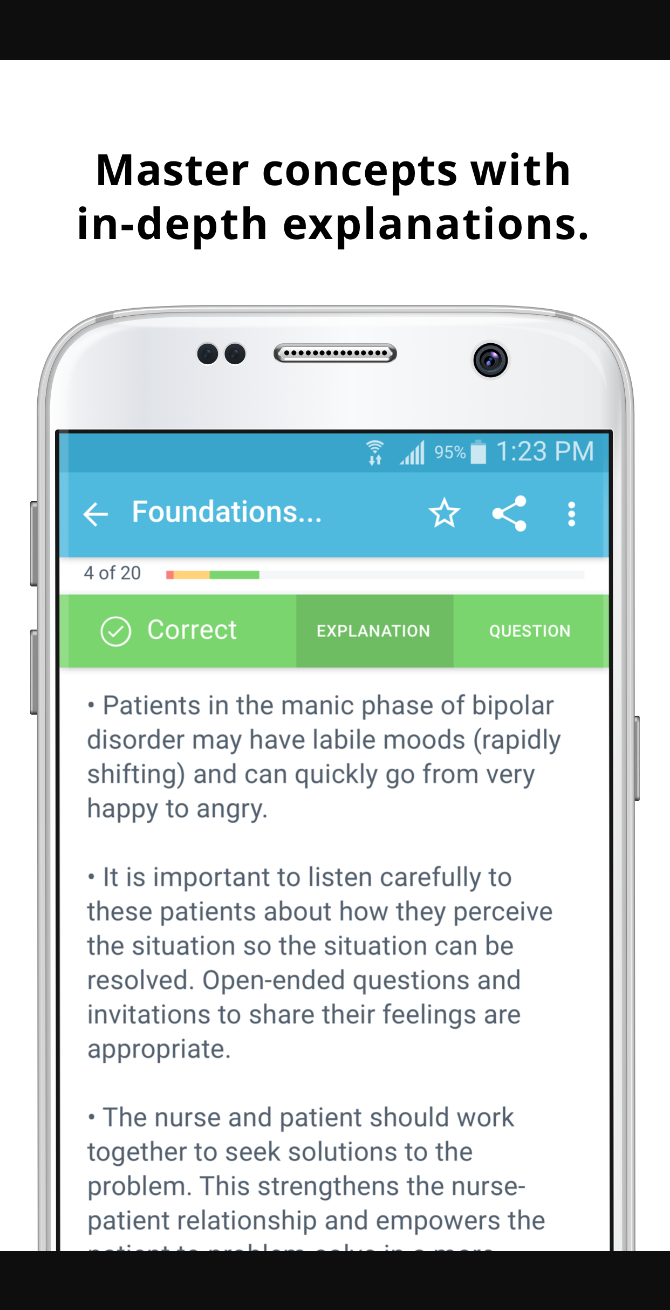 Master concepts with
in-depth explanations.
95% 1:23 PM
Foundations...
4 of 20
Correct EXPLANATION QUESTION
• Patients in the manic phase of bipolar
disorder may have labile moods (rapidly
shifting) and can quickly go from very
happy to angry.
• It is important to listen carefully to
these patients about how they perceive
the situation so the situation can be
resolved. Open-ended questions and
invitations to share their feelings are
appropriate.
• The nurse and patient should work
together to seek solutions to the
problem. This strengthens the nurse-
patient relationship and empowers the